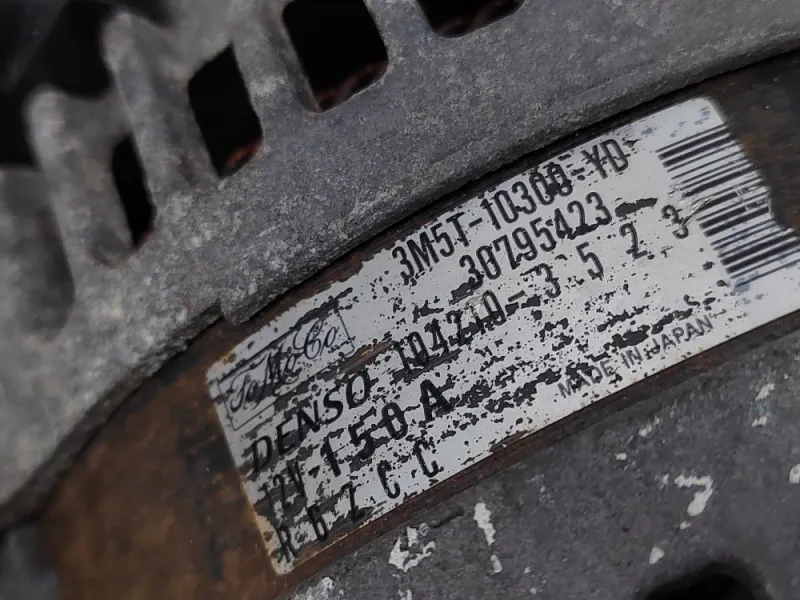 3M5T-10300-YD
30795423
FoMoCo
DENSO 104210-3523
12V-150A
MADE IN JAPAN